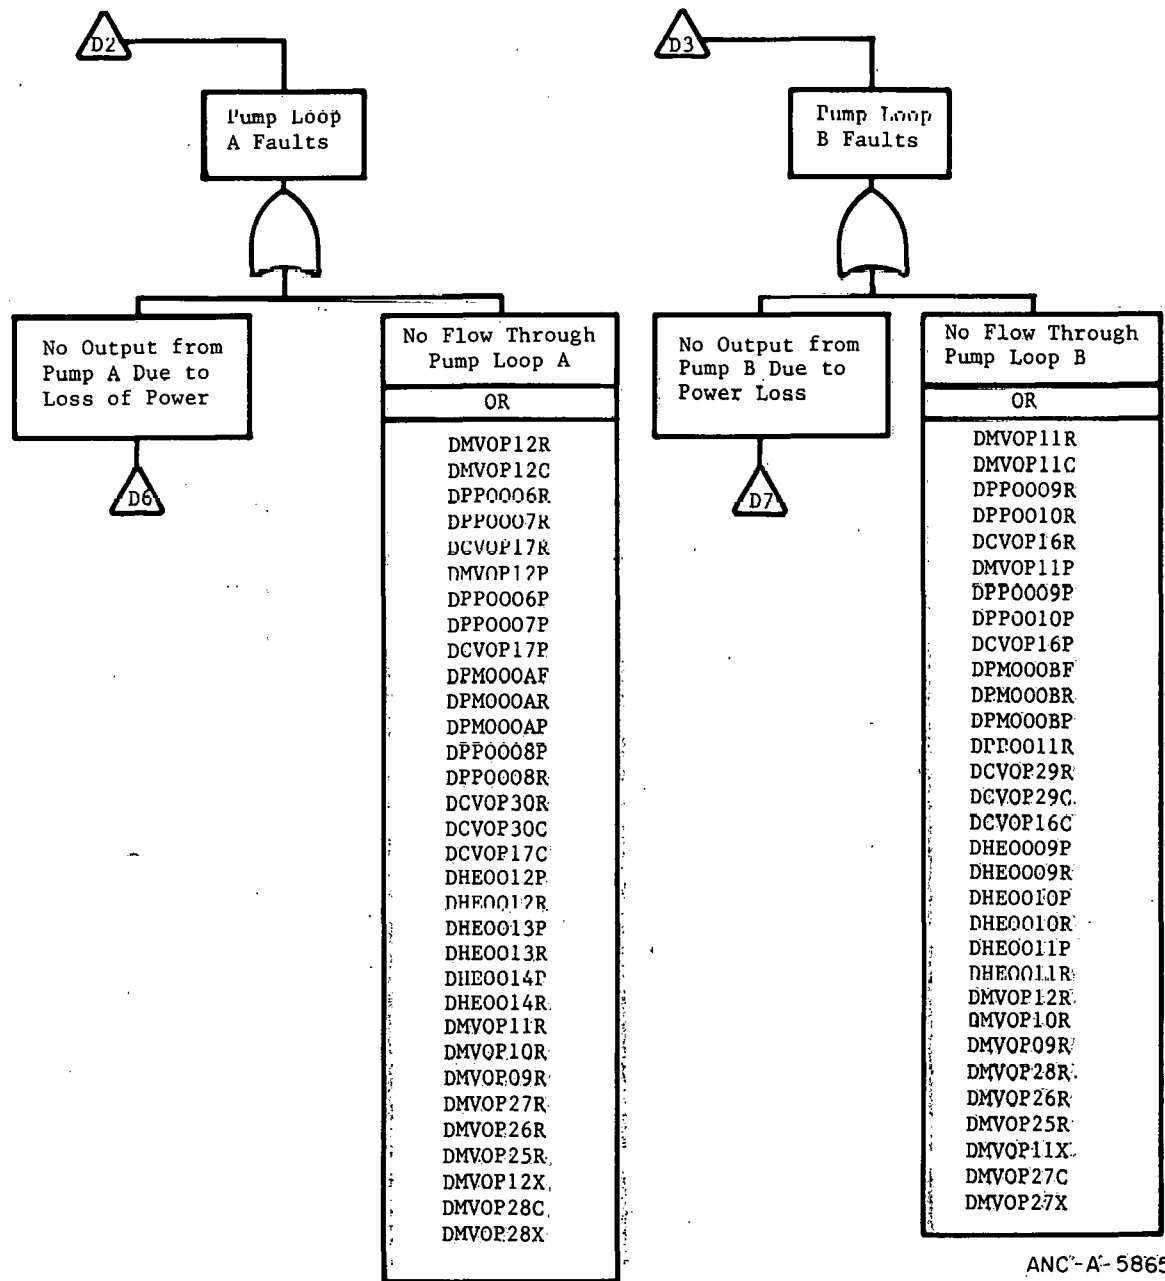 D2
Pump Loop
A Faults
No Output from
Pump A Due to
Loss of Power
D6
No Flow Through
Pump Loop A
OR
DMVOP12R
DMVOP12C
DPP0006R
DPP0007R
DCVOP17R
DMVOP12P
DPP0006P
DPP0007P
DCVOP17P
DPM000AF
DPM000AR
DPM000AP
DPP0008P
DPP0008R
DCVOP30R
DCVOP30C
DCVOP17C
DHE0012P
DHE0012R
DHE0013P
DHE0013R
DHE0014P
DHE0014R
DMVOP11R
DMVOP10R
DMVOP09R
DMVOP27R
DMVOP26R
DMVOP25R
DMVOP12X
DMVOP28C
DMVOP28X
D3
Pump Loop
B Faults
No Output from
Pump B Due to
Power Loss
D7
No Flow Through
Pump Loop B
OR
DMVOP11R
DMVOP11C
DPP0009R
DPP0010R
DCVOP16R
DMVOP11P
DPP0009P
DPP0010P
DCVOP16P
DPM000BF
DPM000BR
DPM000BP
DPP0011R
DCVOP29R
DCVOP29C
DCVOP16C
DHE0009P
DHE0009R
DHE0010P
DHE0010R
DHE0011P
DHE0011R
DMVOP12R
DMVOP10R
DMVOP09R
DMVOP28R
DMVOP26R
DMVOP25R
DMVOP11X
DMVOP27C
DMVOP27X
ANC-A-5865